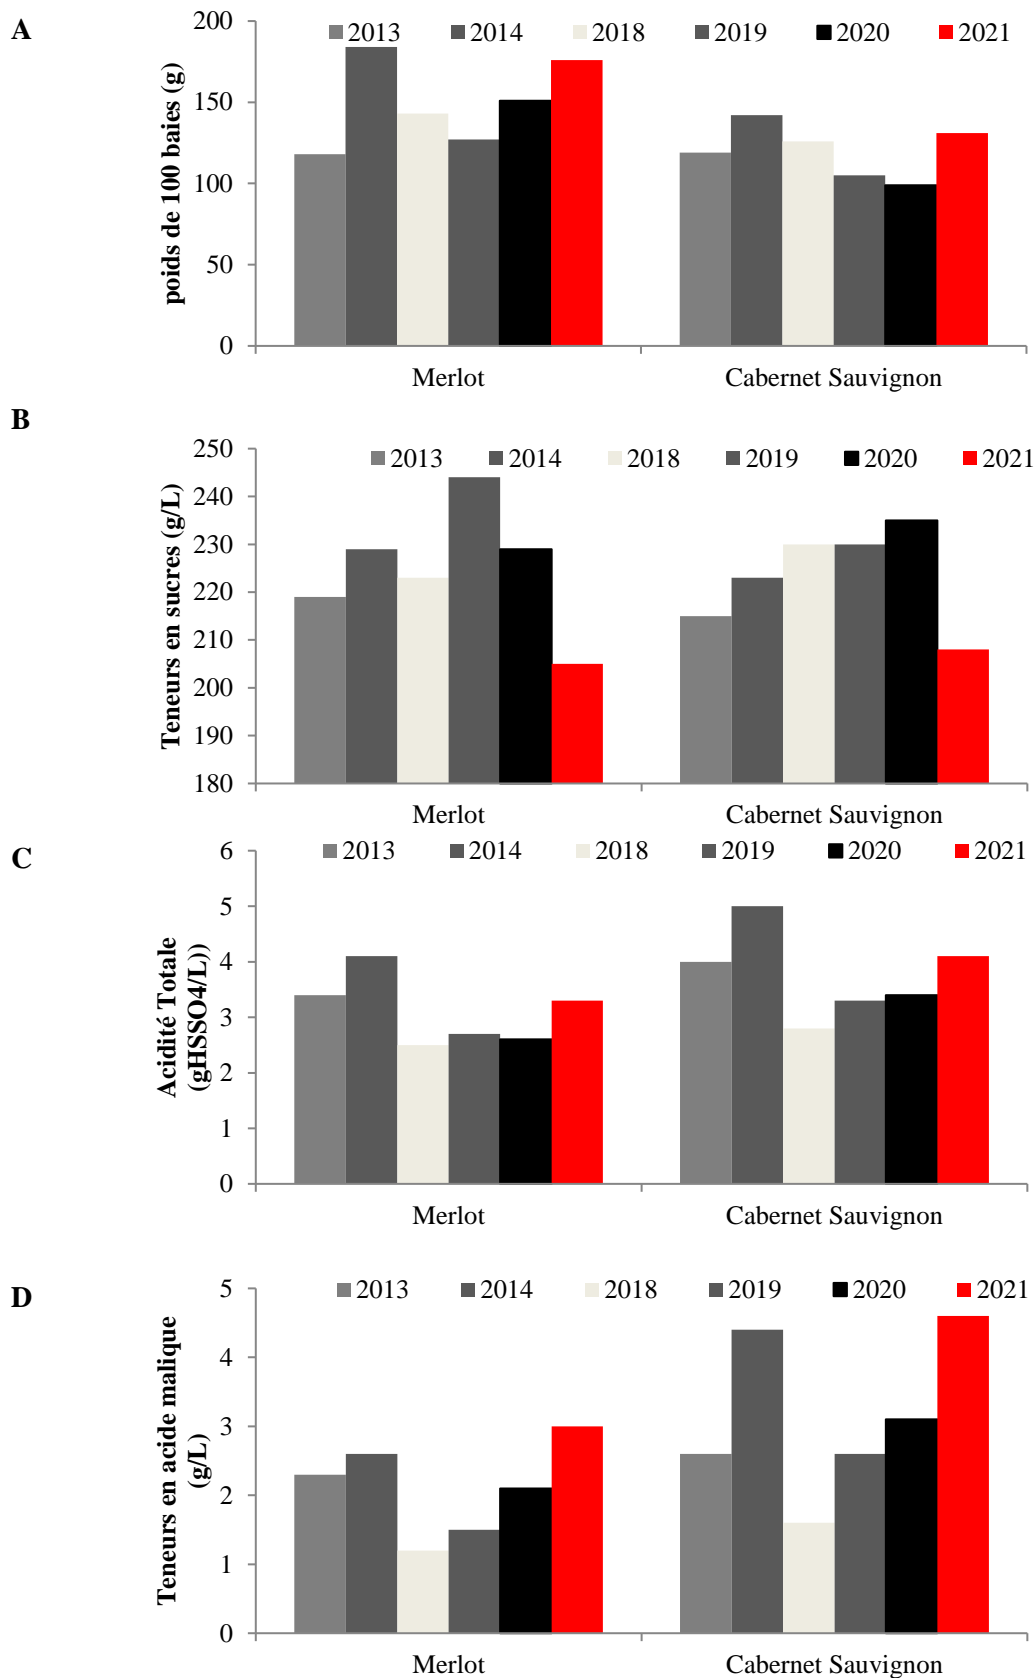 A
poids de 100 baies (g)
200
150
100
50
0
2013 2014 2018 2019 2020 2021
Merlot Cabernet Sauvignon
B
Teneurs en sucres (g/L)
250
240
230
220
210
200
190
180
2013 2014 2018 2019 2020 2021
Merlot Cabernet Sauvignon
C
Acidité Totale
(gHSSO4/L))
6
5
4
3
2
1
0
2013 2014 2018 2019 2020 2021
Merlot Cabernet Sauvignon
D
Teneurs en acide malique
(g/L)
5
4
3
2
1
0
2013 2014 2018 2019 2020 2021
Merlot Cabernet Sauvignon